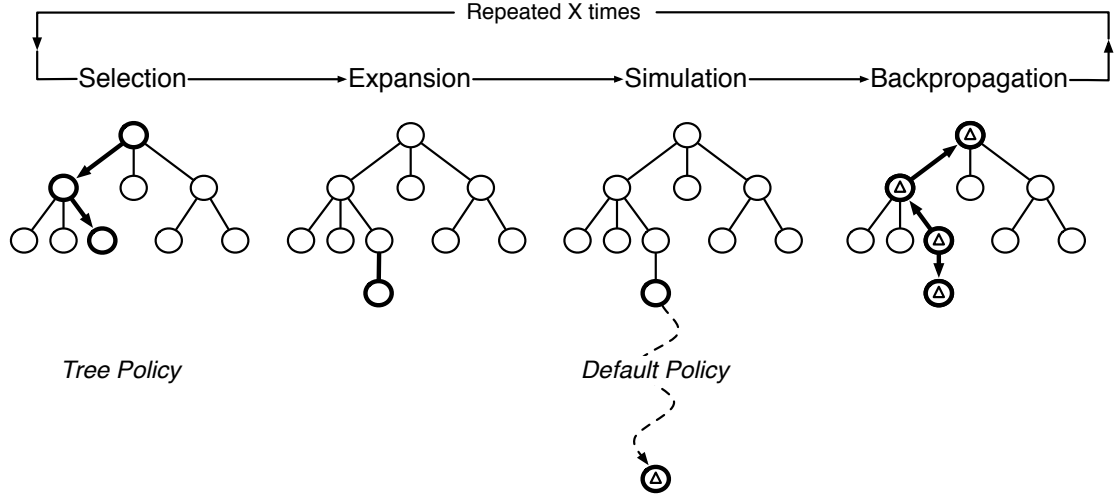 Repeated X times
Selection Expansion Simulation Backpropagation
Tree Policy Default Policy